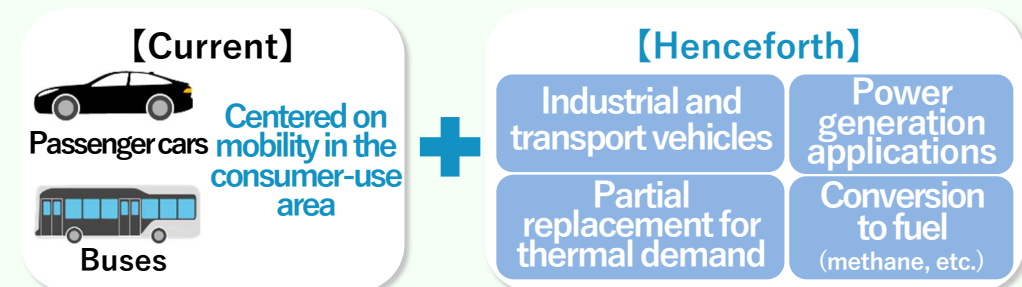 【Current】
Passenger cars
Centered on
mobility in the
consumer-use
area
Buses
【Henceforth】
Industrial and
transport vehicles
Power
generation
applications
Partial
replacement for
thermal demand
Conversion
to fuel
(methane, etc.)